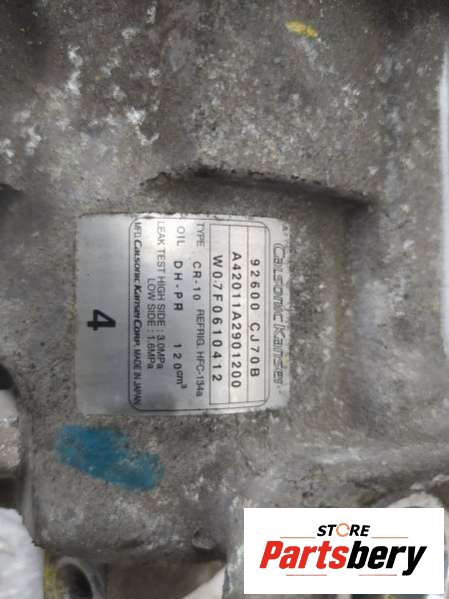 Calsonic Kansei
92600 CJ70B
A42011A2901200
W07F0610412
TYPE CR-10 REFRIG. HFC-134a
OIL DH-PR 120cm³
LEAK TEST HIGH SIDE : 3.0MPa
LOW SIDE : 1.6MPa
MFD. Calsonic Kansei Corp. MADE IN JAPAN
4
STORE
Partsbery